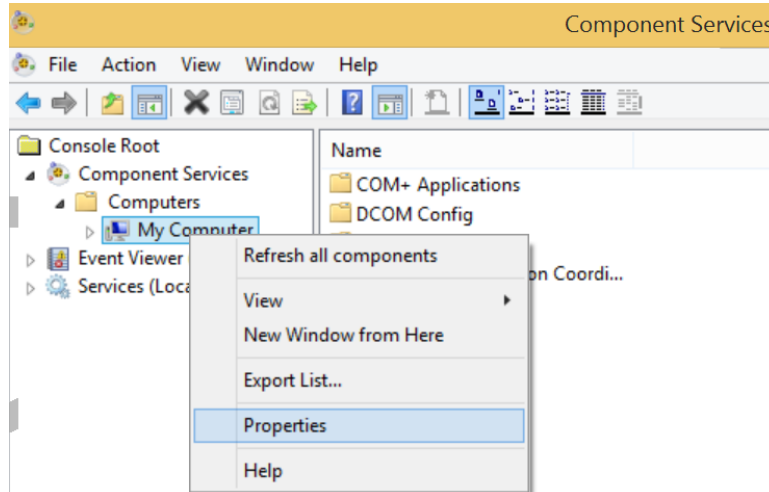 Component Services
File Action View Window Help
Console Root
Component Services
Computers
My Computer
Event Viewer
Services (Loca
Name
COM+ Applications
DCOM Config
on Coordi...
Refresh all components
View
New Window from Here
Export List...
Properties
Help